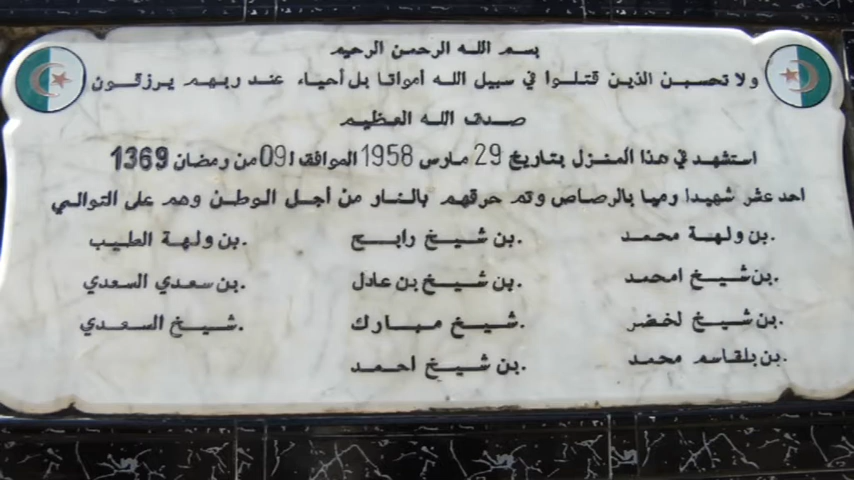 بسم الله الرحمن الرحيم
ولا تحسبن الذين قتلوا في سبيل الله أمواتا بل أحياء عند ربهم يرزقون
صدق الله العظيم
استشهد في هذا المنزل بتاريخ 29 مارس 1958 الموافق لـ09 من رمضان 1369
احد عشر شهيدا رميا بالرصاص وتم حرقهم بالنار من أجل الوطن وهم على التوالي
.بن ولهة محمد .بن شيخ رابح .بن ولهة الطيب
.بن شيخ امحمد .بن شيخ بن عادل .بن سعدي السعدي
.بن شيخ لخضر .شيخ مبارك .شيخ السعدي
.بن بلقاسم محمد .بن شيخ احمد